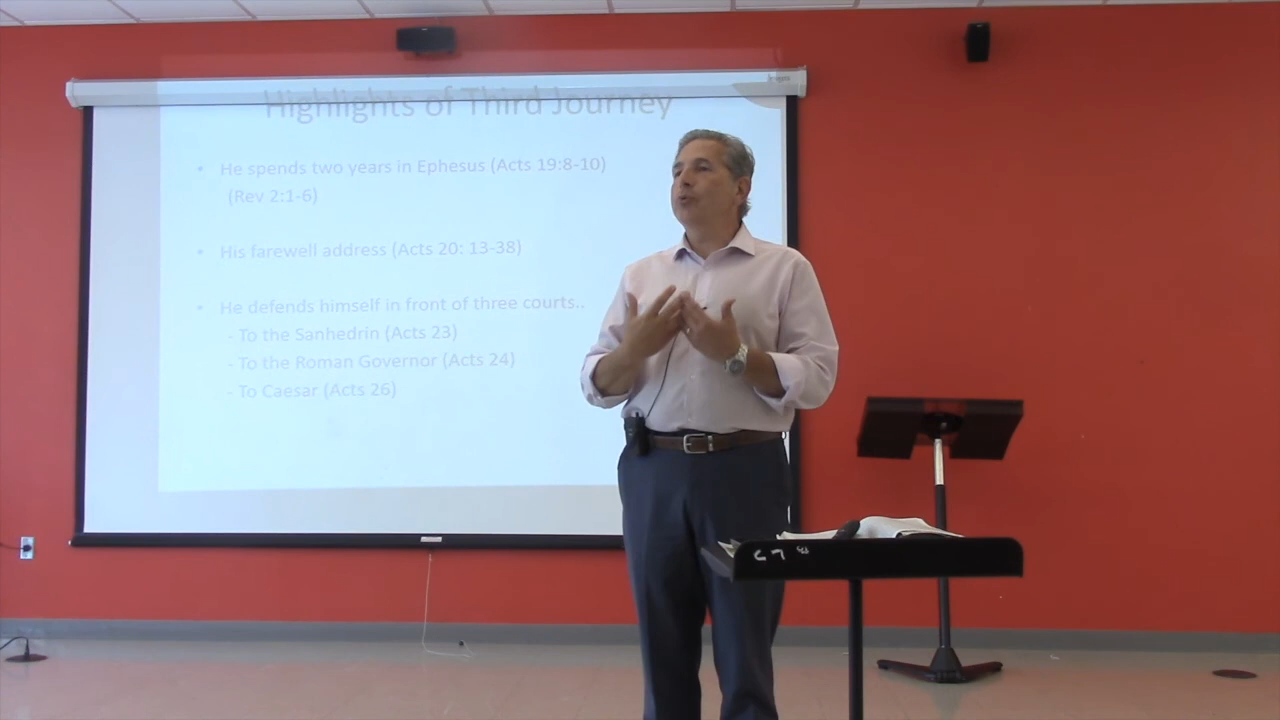 Highlights of Third Journey
• He spends two years in Ephesus (Acts 19:8-10)
(Rev 2:1-6)
• His farewell address (Acts 20: 13-38)
• He defends himself in front of three courts..
- To the Sanhedrin (Acts 23)
- To the Roman Governor (Acts 24)
- To Caesar (Acts 26)